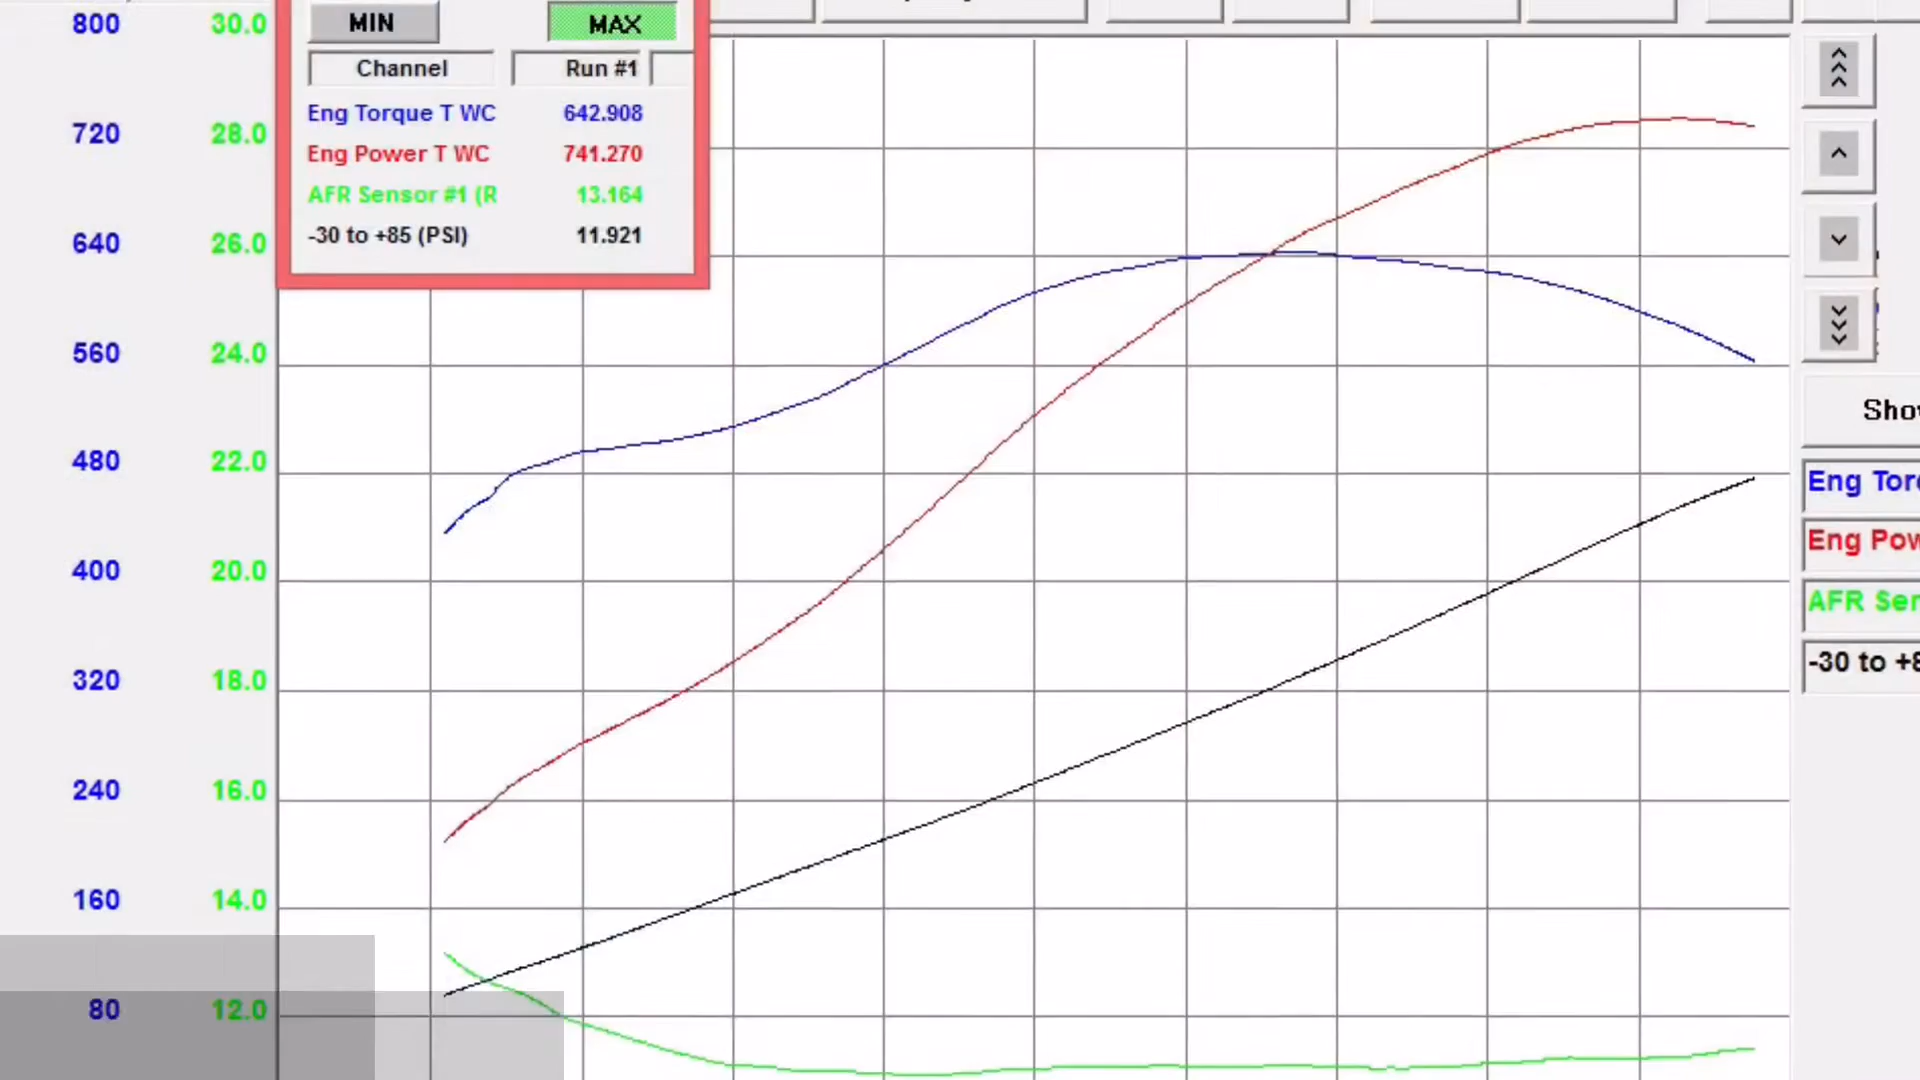 800 30.0
MIN MAX
Channel Run #1
Eng Torque T WC 642.908
720 28.0
Eng Power T WC 741.270
AFR Sensor #1 (R 13.164
640 26.0
-30 to +85 (PSI) 11.921
560 24.0
Sho
480 22.0
Eng Tor
Eng Pow
400 20.0
AFR Sen
-30 to +8
320 18.0
240 16.0
160 14.0
80 12.0